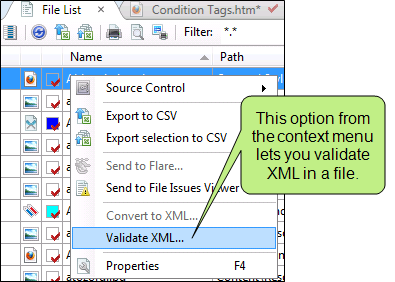 File List
Condition Tags.htm*
Filter: *.*
Name
Path
Source Control
Export to CSV
Export selection to CSV
Send to Flare...
Send to File Issues Viewer
Convert to XML...
Validate XML...
Properties F4
This option from
the context menu
lets you validate
XML in a file.